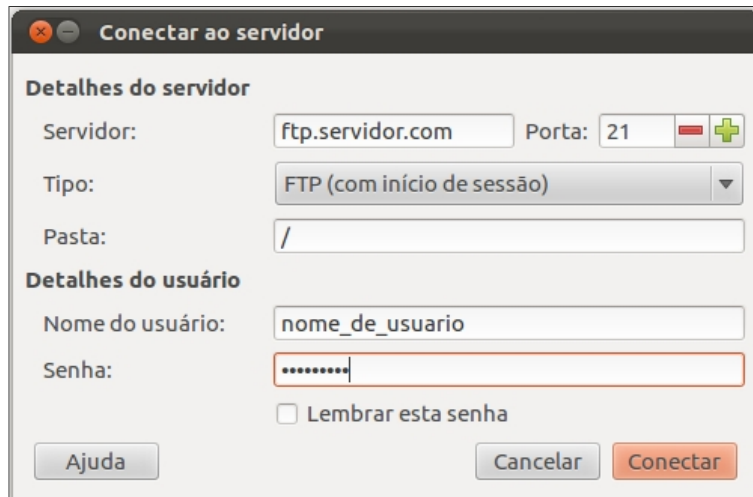 Conectar ao servidor
Detalhes do servidor
Servidor: ftp.servidor.com Porta: 21
Tipo: FTP (com início de sessão)
Pasta: /
Detalhes do usuário
Nome do usuário: nome_de_usuario
Senha: •••••••••
Lembrar esta senha
Ajuda Cancelar Conectar